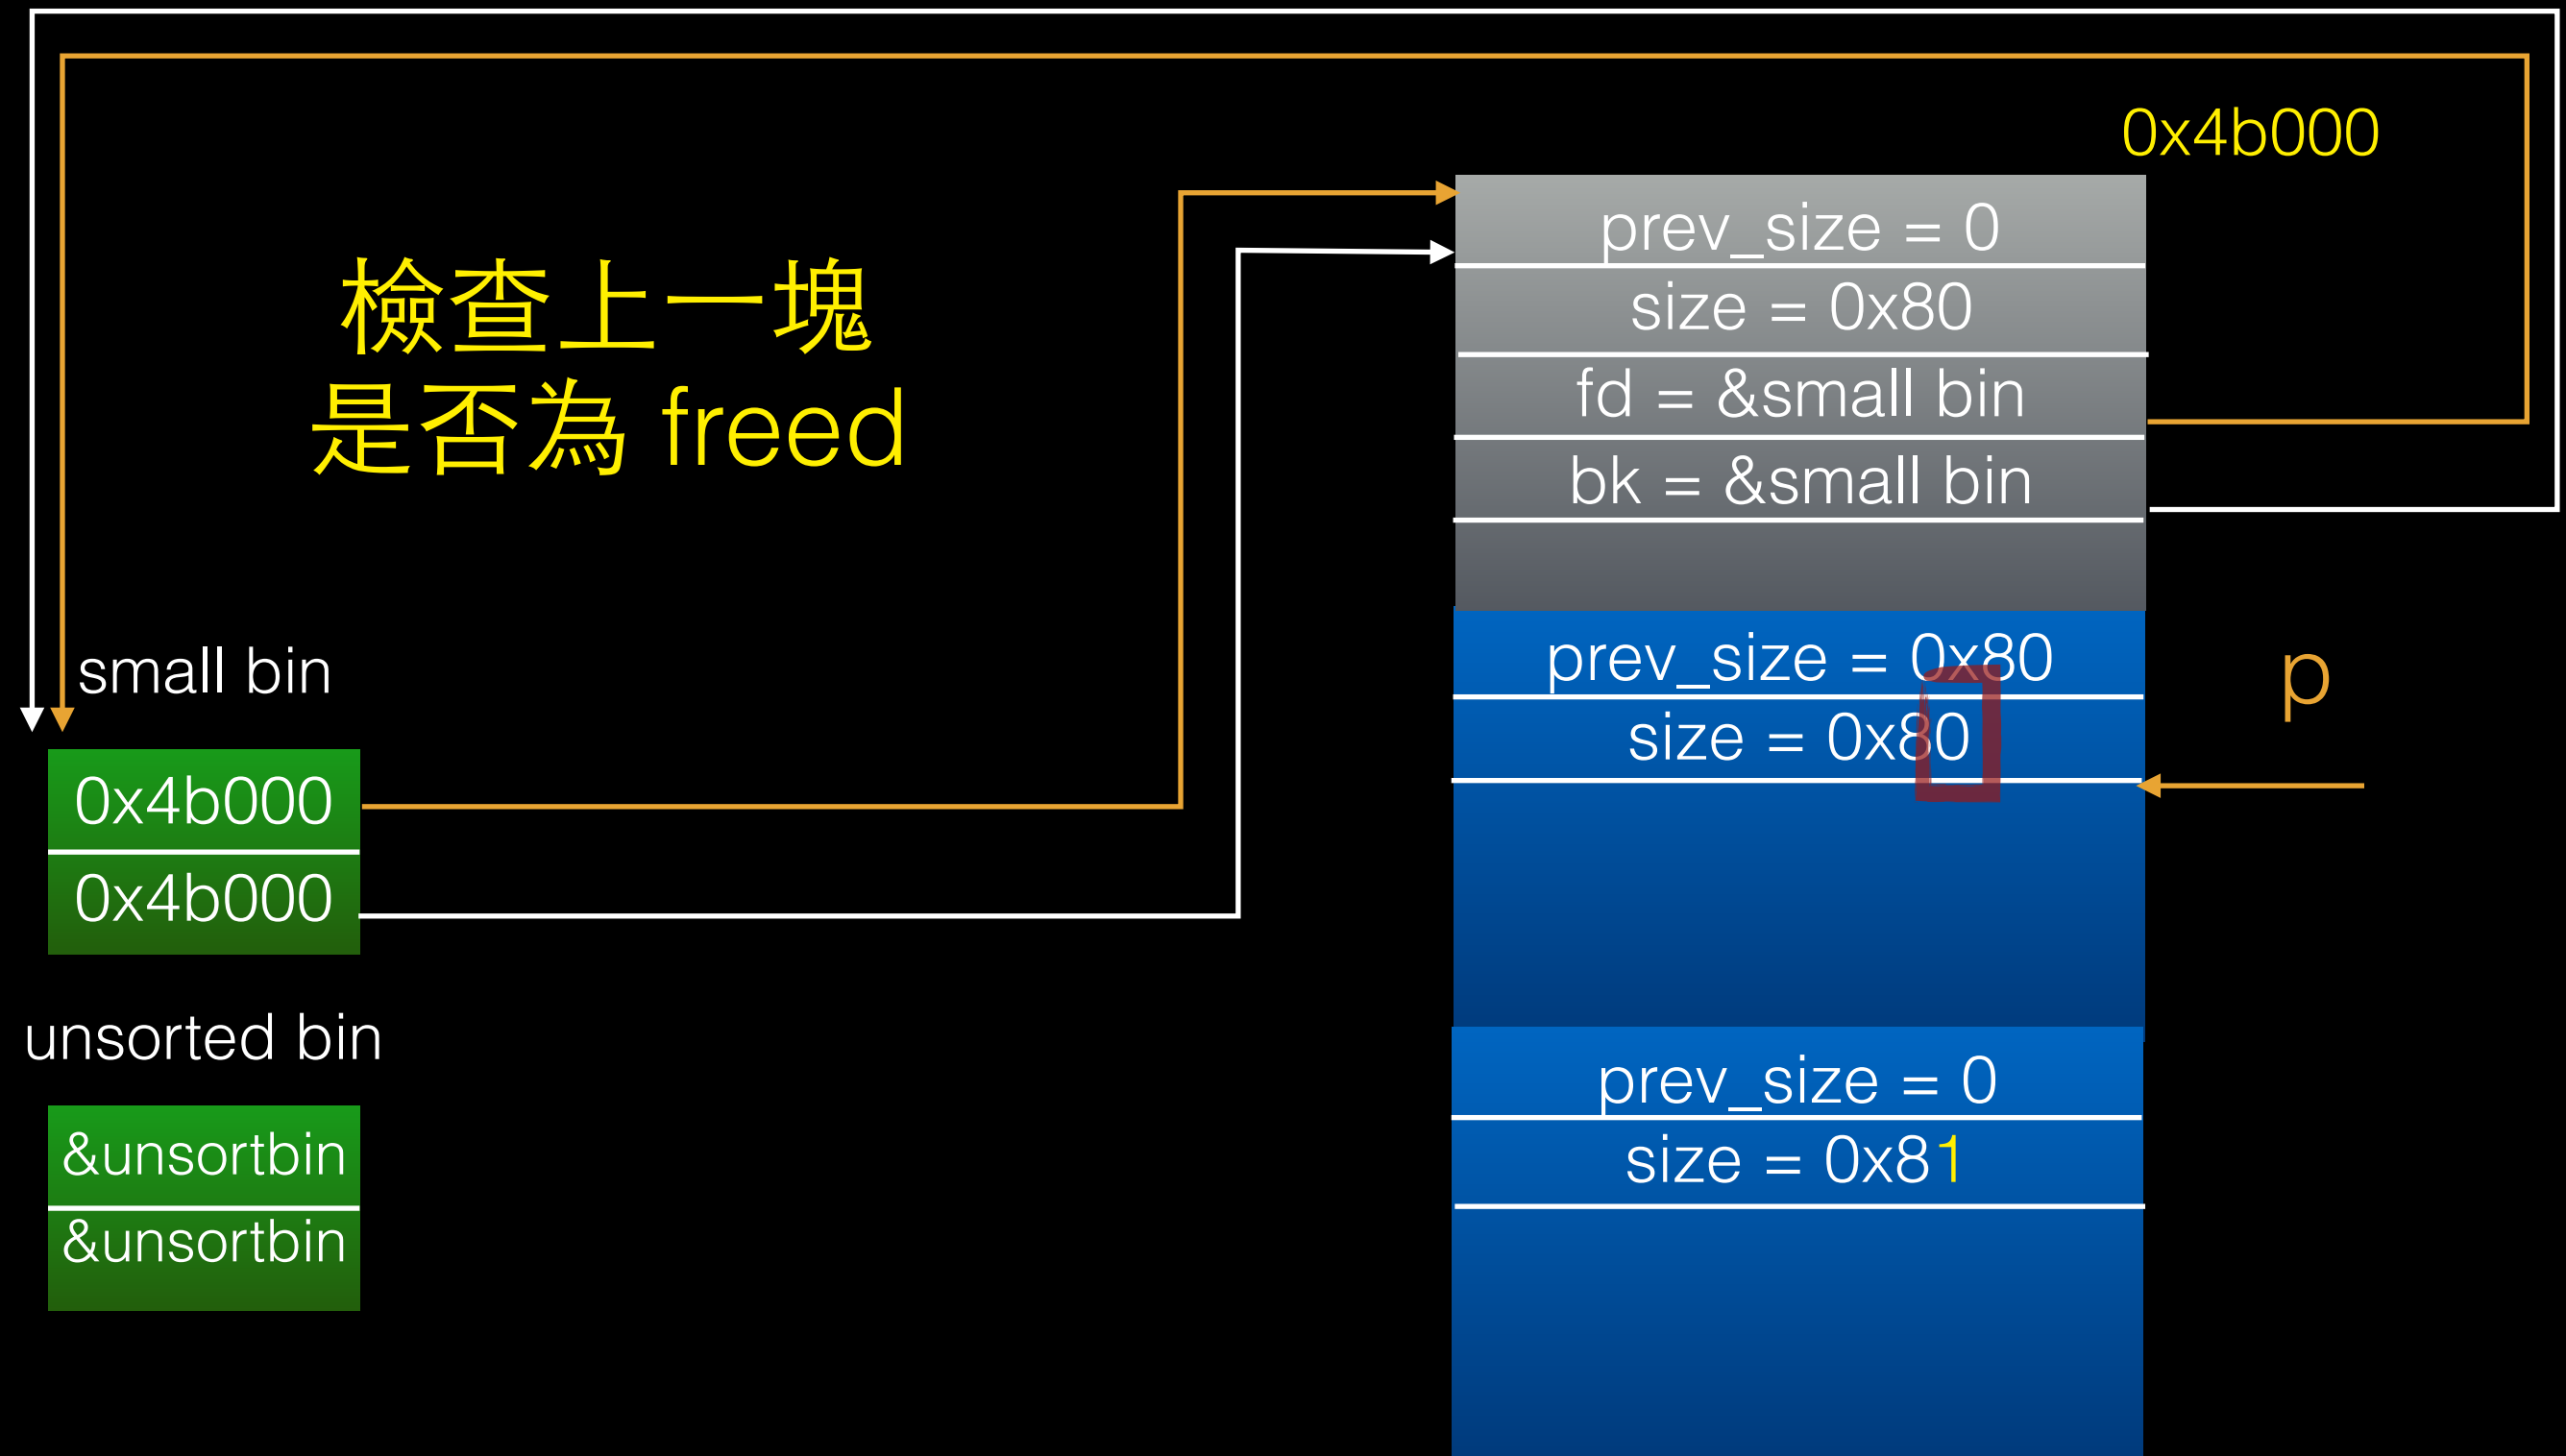 0x4b000
檢查上一塊
是否為 freed
prev_size = 0
size = 0x80
fd = &small bin
bk = &small bin
small bin
0x4b000
0x4b000
prev_size = 0x80
size = 0x80
p
unsorted bin
&unsortbin
&unsortbin
prev_size = 0
size = 0x81